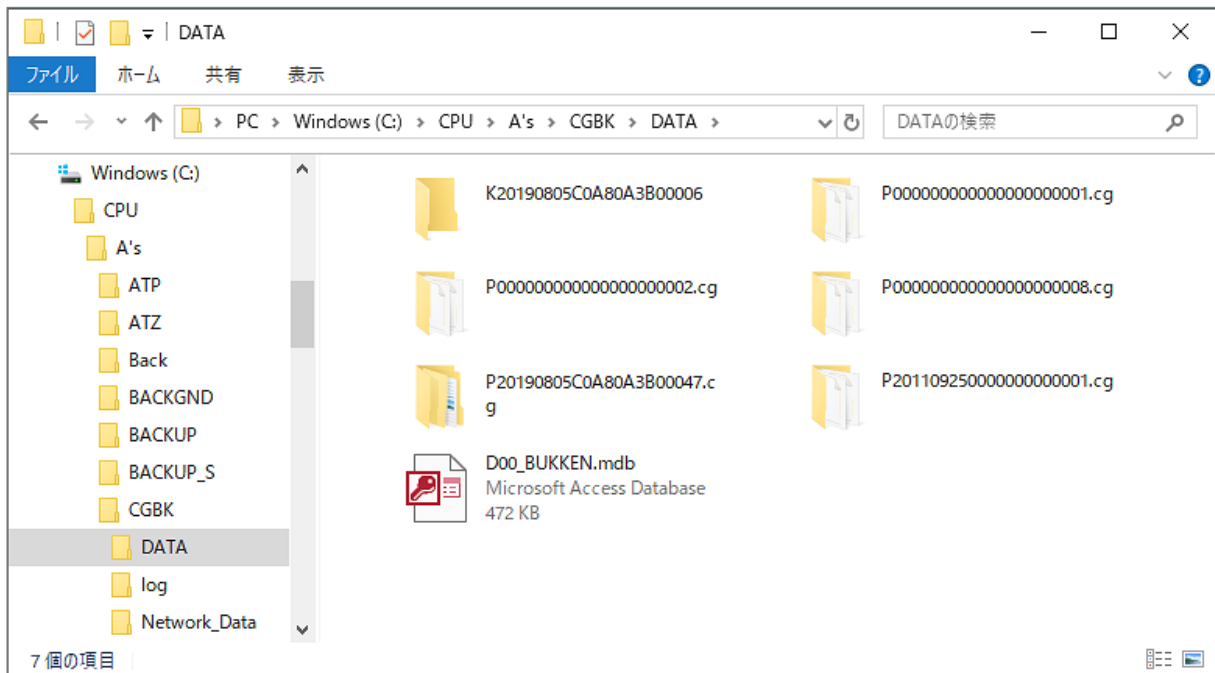 DATA
ファイル ホーム 共有 表示
PC Windows (C:) CPU A's CGBK DATA
DATAの検索
Windows (C:)
CPU
A's
ATP
ATZ
Back
BACKGND
BACKUP
BACKUP_S
CGBK
DATA
log
Network_Data
K20190805C0A80A3B00006
P00000000000000000001.cg
P00000000000000000002.cg
P00000000000000000008.cg
P20190805C0A80A3B00047.c
g
P20110925000000000001.cg
D00_BUKKEN.mdb
Microsoft Access Database
472 KB
7 個の項目